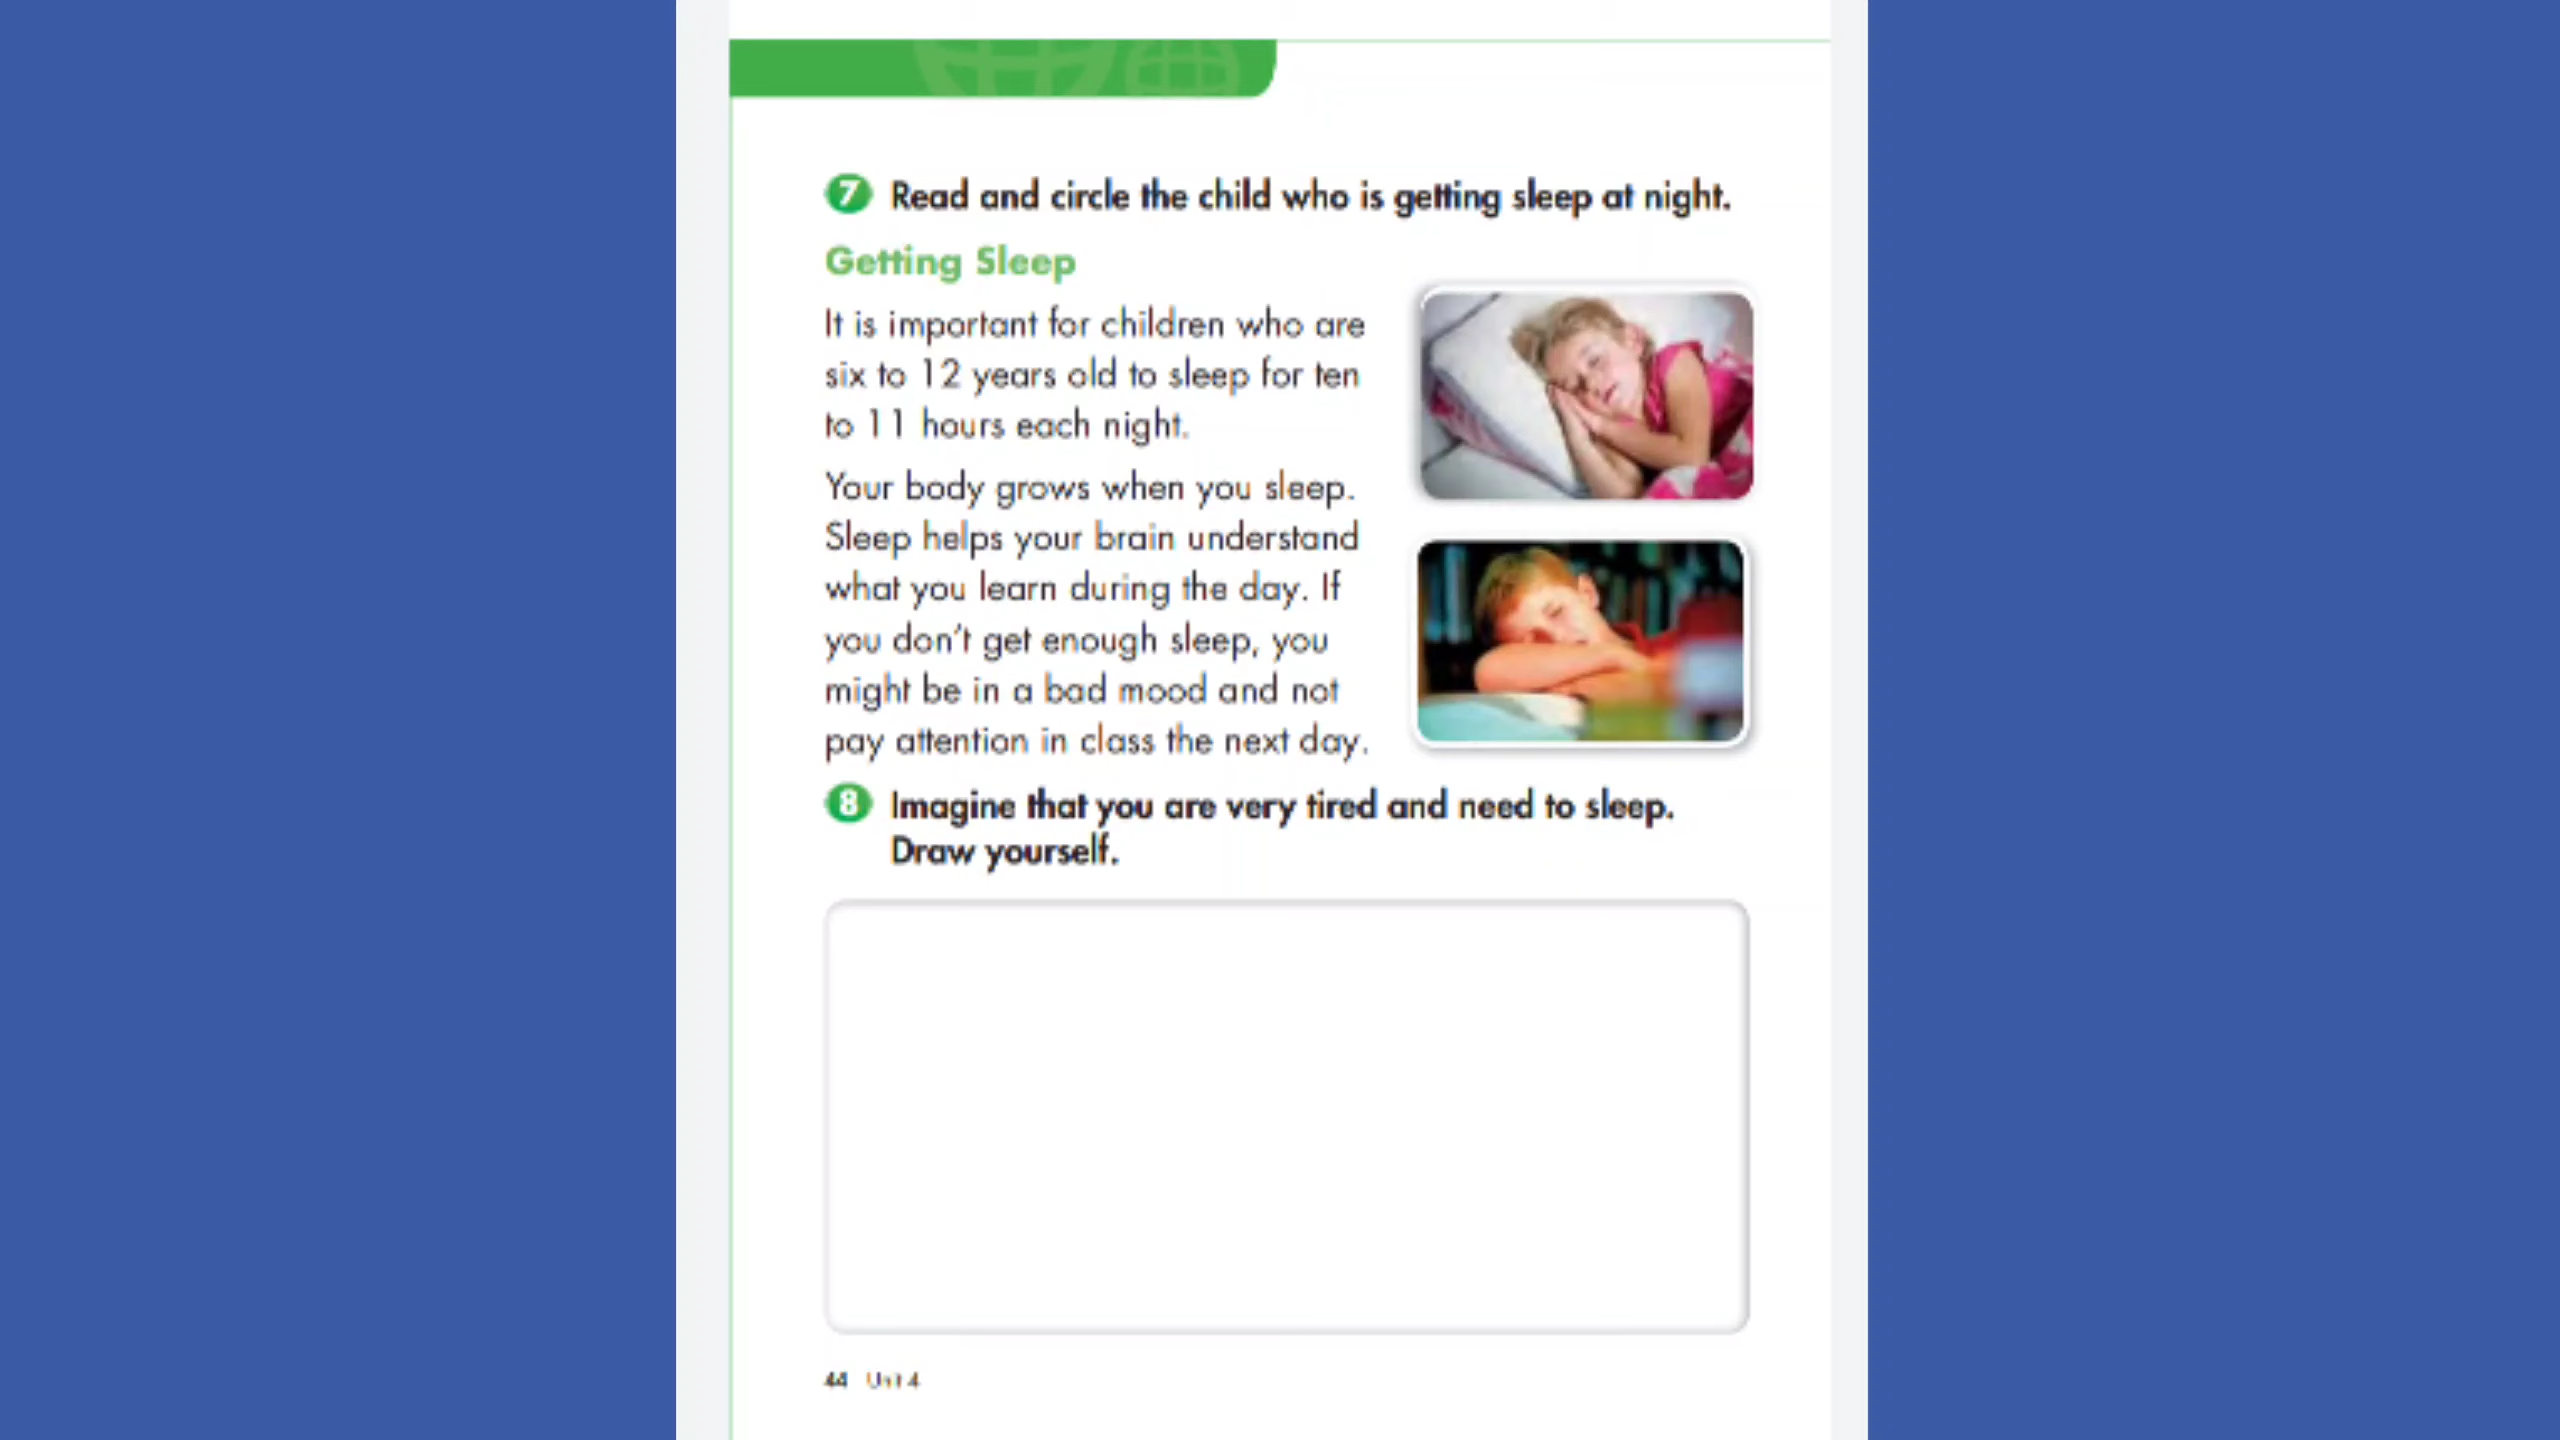 7 Read and circle the child who is getting sleep at night.
Getting Sleep
It is important for children who are
six to 12 years old to sleep for ten
to 11 hours each night.
Your body grows when you sleep.
Sleep helps your brain understand
what you learn during the day. If
you don't get enough sleep, you
might be in a bad mood and not
pay attention in class the next day.
8 Imagine that you are very tired and need to sleep.
Draw yourself.
44 Unit 4